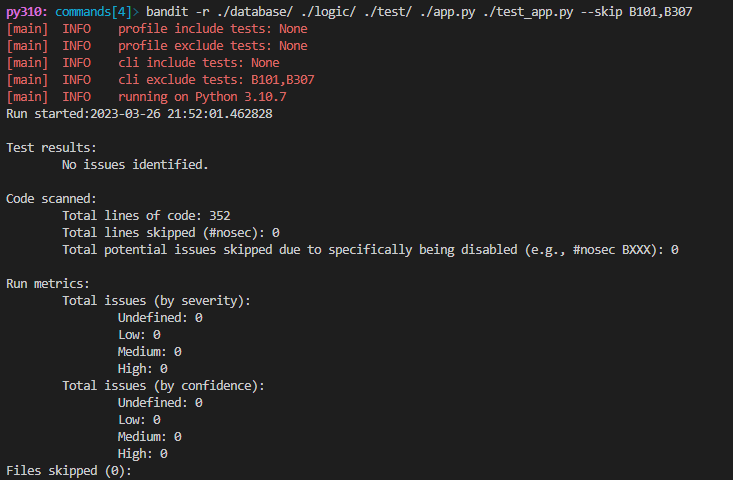 py310: commands[4]> bandit -r ./database/ ./logic/ ./test/ ./app.py ./test_app.py --skip B101,B307
[main]  INFO    profile include tests: None
[main]  INFO    profile exclude tests: None
[main]  INFO    cli include tests: None
[main]  INFO    cli exclude tests: B101,B307
[main]  INFO    running on Python 3.10.7
Run started:2023-03-26 21:52:01.462828
Test results:
No issues identified.
Code scanned:
Total lines of code: 352
Total lines skipped (#nosec): 0
Total potential issues skipped due to specifically being disabled (e.g., #nosec BXXX): 0
Run metrics:
Total issues (by severity):
Undefined: 0
Low: 0
Medium: 0
High: 0
Total issues (by confidence):
Undefined: 0
Low: 0
Medium: 0
High: 0
Files skipped (0):